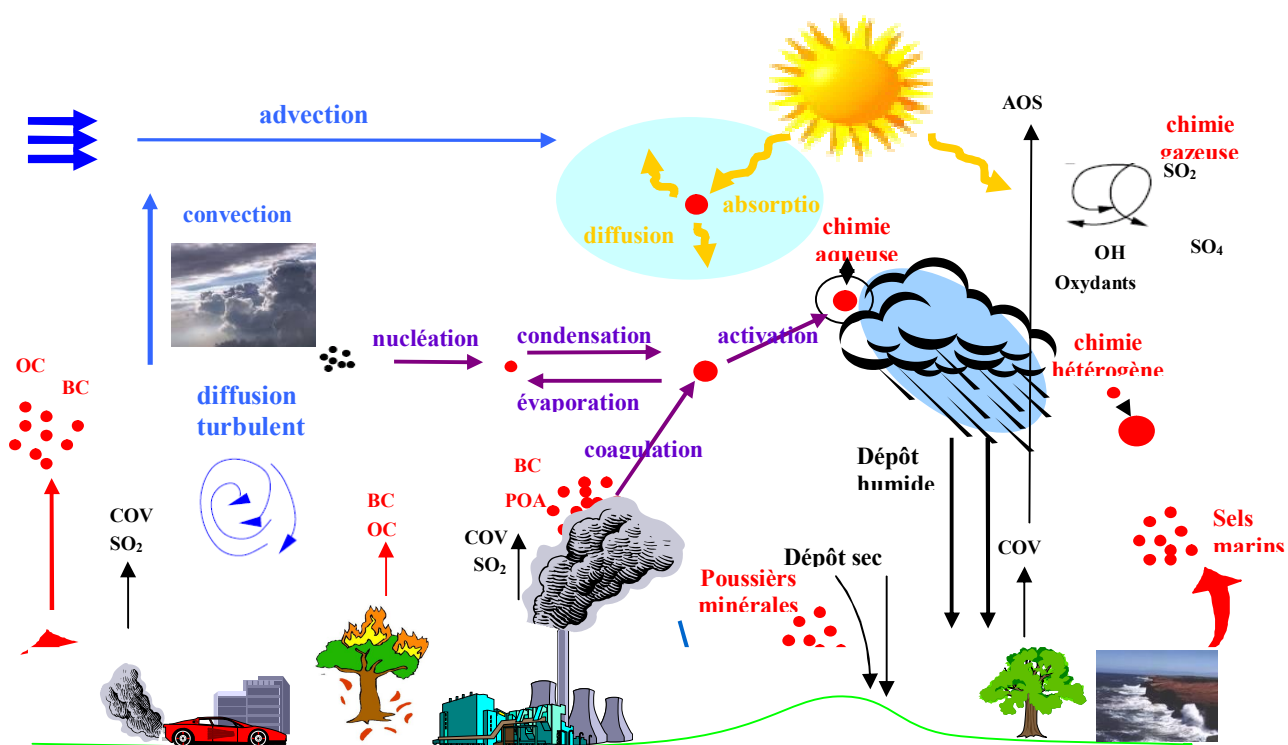 AOS
advection
chimie
gazeuse
SO2
convection
absorptio
diffusion
chimie
aqueuse
OH
SO4
Oxydants
nucléation
condensation
activation
chimie
hétérogène
OC
BC
évaporation
diffusion
turbulent
coagulation
Dépôt
humide
BC
POA
BC
OC
COV
SO2
COV
SO2
Sels
marins
COV
Dépôt sec
Poussièrs
minérales